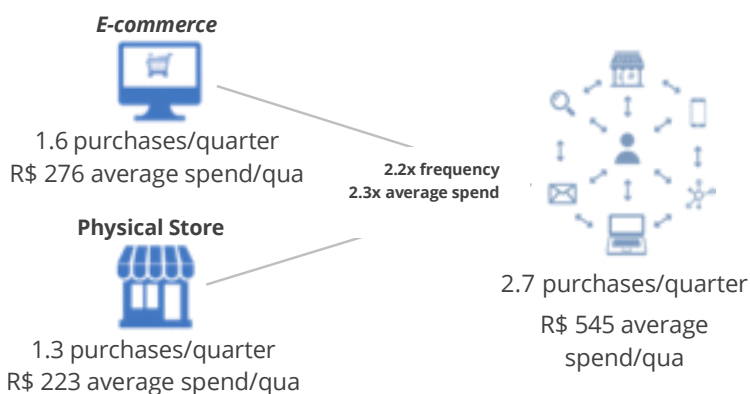 E-commerce
1.6 purchases/quarter
R$ 276 average spend/qua
2.2x frequency
2.3x average spend
Physical Store
1.3 purchases/quarter
R$ 223 average spend/qua
2.7 purchases/quarter
R$ 545 average
spend/qua